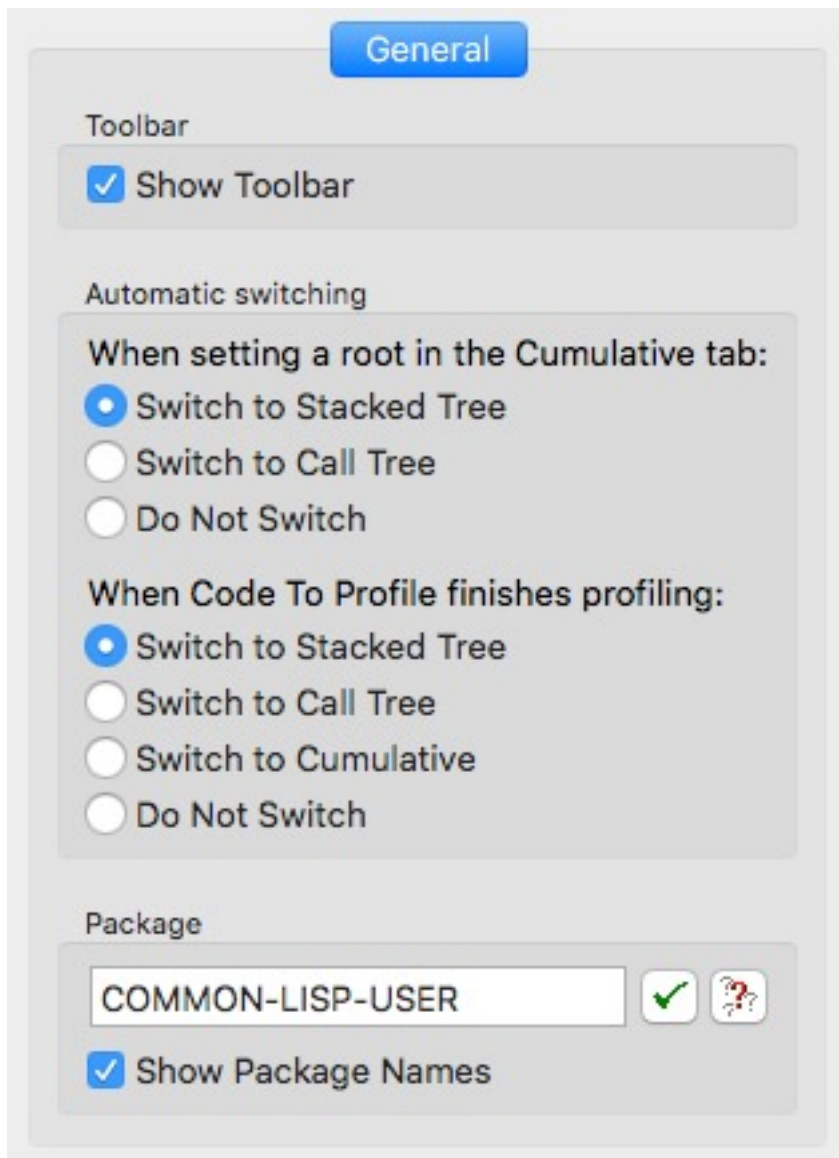 General
Toolbar
Show Toolbar
Automatic switching
When setting a root in the Cumulative tab:
Switch to Stacked Tree
Switch to Call Tree
Do Not Switch
When Code To Profile finishes profiling:
Switch to Stacked Tree
Switch to Call Tree
Switch to Cumulative
Do Not Switch
Package
COMMON-LISP-USER
Show Package Names